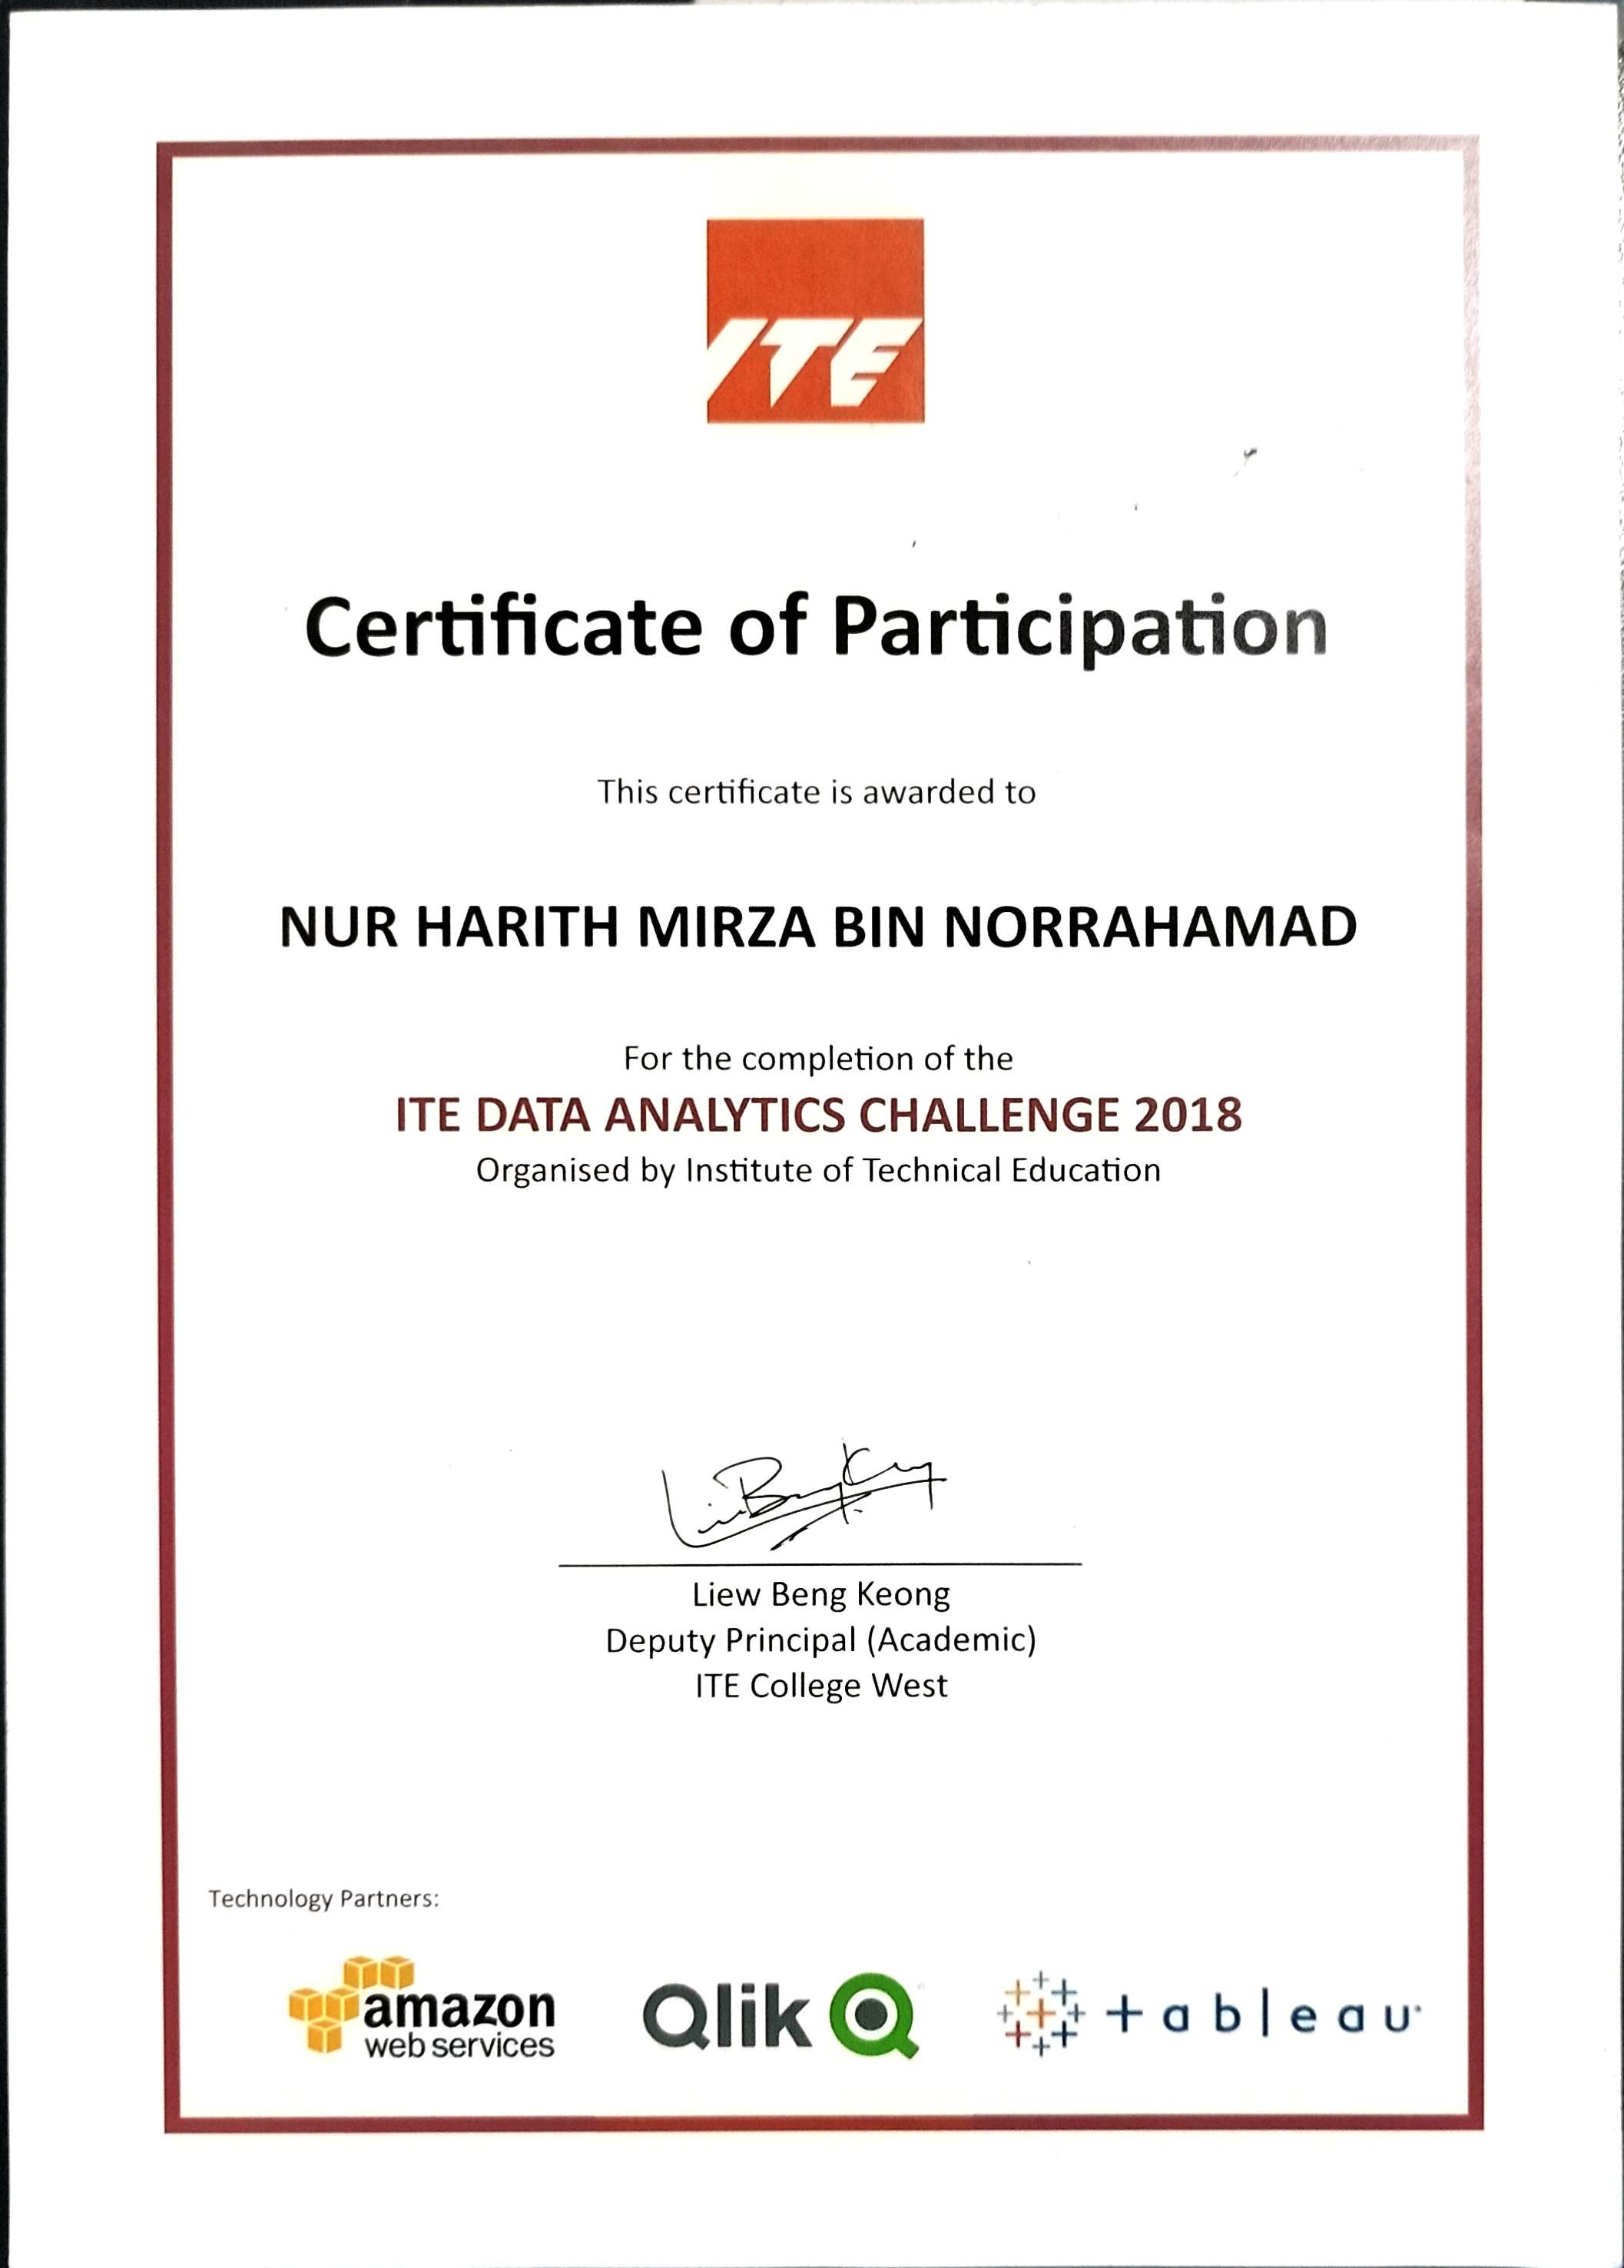 ITE
Certificate of Participation
This certificate is awarded to
NUR HARITH MIRZA BIN NORRAHAMAD
For the completion of the
ITE DATA ANALYTICS CHALLENGE 2018
Organised by Institute of Technical Education
Liew Beng Keong
Deputy Principal (Academic)
ITE College West
Technology Partners:
amazon
web services
Qlik Q
+ableau